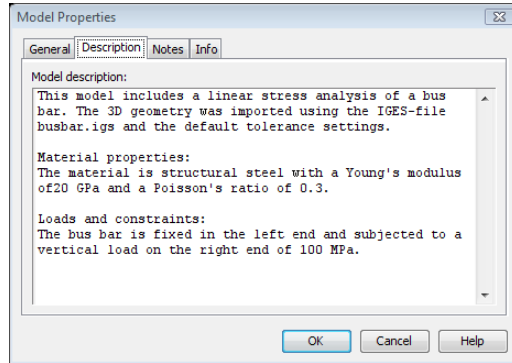 Model Properties
General Description Notes Info
Model description:
This model includes a linear stress analysis of a bus
bar. The 3D geometry was imported using the IGES-file
busbar.igs and the default tolerance settings.
Material properties:
The material is structural steel with a Young's modulus
of20 GPa and a Poisson's ratio of 0.3.
Loads and constraints:
The bus bar is fixed in the left end and subjected to a
vertical load on the right end of 100 MPa.
OK Cancel Help